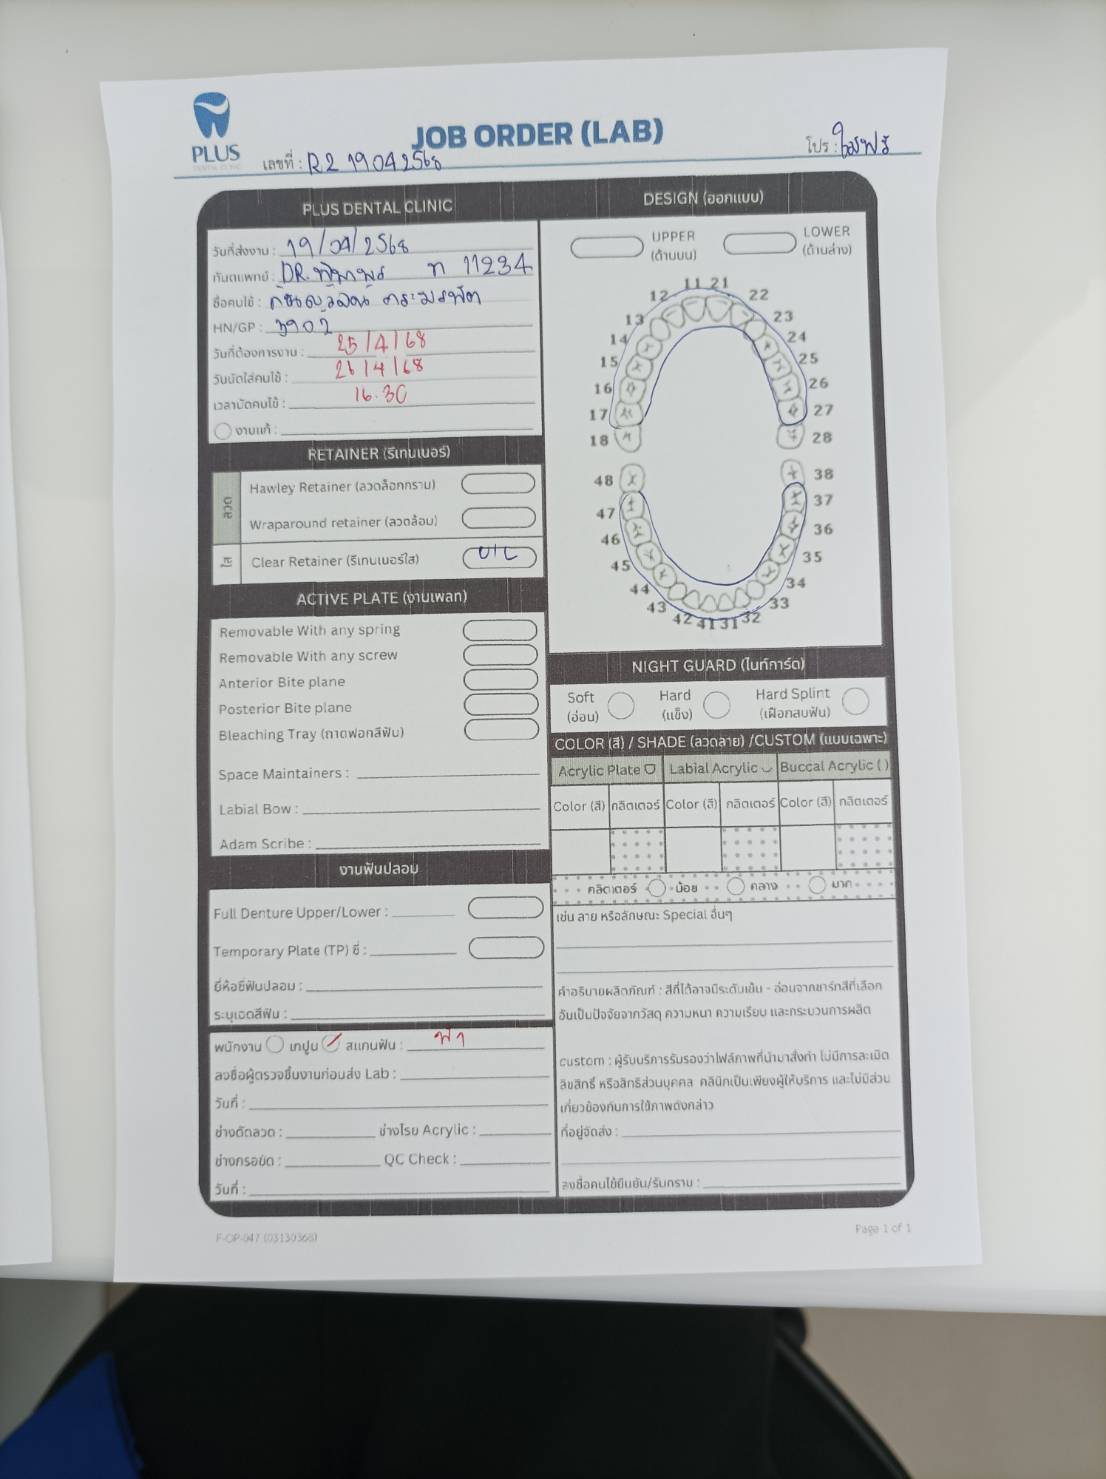 PLUS
JOB ORDER (LAB)
เลขที่ : R2 19042568
โปร :
PLUS DENTAL CLINIC
วันที่ส่งงาน : 19/04/2568
ทันตแพทย์ : DR. ท 11234
ชื่อคนไข้ :
HN/GP : 3902
วันที่ต้องการงาน : 25/4/68
วันนัดใส่คนไข้ : 26/4/68
เวลานัดคนไข้ : 16.30
งานแก้ :
RETAINER (รีเทนเนอร์)
ลวด
Hawley Retainer (ลวดล็อกกราม)
Wraparound retainer (ลวดล้อม)
ใส
Clear Retainer (รีเทนเนอร์ใส) U/L
ACTIVE PLATE (งานเพลท)
Removable With any spring
Removable With any screw
Anterior Bite plane
Posterior Bite plane
Bleaching Tray (ถาดฟอกสีฟัน)
Space Maintainers :
Labial Bow :
Adam Scribe :
งานฟันปลอม
Full Denture Upper/Lower :
Temporary Plate (TP) ซี่ :
ยี่ห้อซี่ฟันปลอม :
ระบุเฉดสีฟัน :
พิมพ์งาน เทปูน สแกนฟัน : ฟ้า
ลงชื่อผู้ตรวจชิ้นงานก่อนส่ง Lab :
วันที่ :
ช่างดัดลวด : ช่างโรย Acrylic :
ช่างกรอขัด : QC Check :
วันที่ :
DESIGN (ออกแบบ)
UPPER (ด้านบน)
LOWER (ด้านล่าง)
11 21
12 22
13 23
14 24
15 25
16 26
17 27
18 28
48 38
47 37
46 36
45 35
44 34
43 33
42 41 31 32
NIGHT GUARD (ไนท์การ์ด)
Soft (อ่อน)
Hard (แข็ง)
Hard Splint (เฝือกสบฟัน)
COLOR (สี) / SHADE (ลวดลาย) /CUSTOM (แบบเฉพาะ)
Acrylic Plate Labial Acrylic Buccal Acrylic ( )
Color (สี) กลิตเตอร์ Color (สี) กลิตเตอร์ Color (สี) กลิตเตอร์
กลิตเตอร์ น้อย กลาง มาก
เช่น ลาย หรือลักษณะ Special อื่นๆ
คำอธิบายผลิตภัณฑ์ : สีที่ได้อาจมีระดับเข้ม - อ่อนจากชาร์ทสีที่เลือก
อันเป็นปัจจัยจากวัสดุ ความหนา ความเรียบ และกระบวนการผลิต
custom : ผู้รับบริการรับรองว่าไฟล์ภาพที่นำมาสั่งทำ ไม่มีการละเมิด
ลิขสิทธิ์ หรือลิทธิส่วนบุคคล คลินิกเป็นเพียงผู้ให้บริการ และไม่มีส่วน
เกี่ยวข้องกับการใช้ภาพดังกล่าว
ที่อยู่จัดส่ง :
ลงชื่อคนไข้ยืนยัน/รับทราบ :
F-OP-047 (03130368)
Page 1 of 1